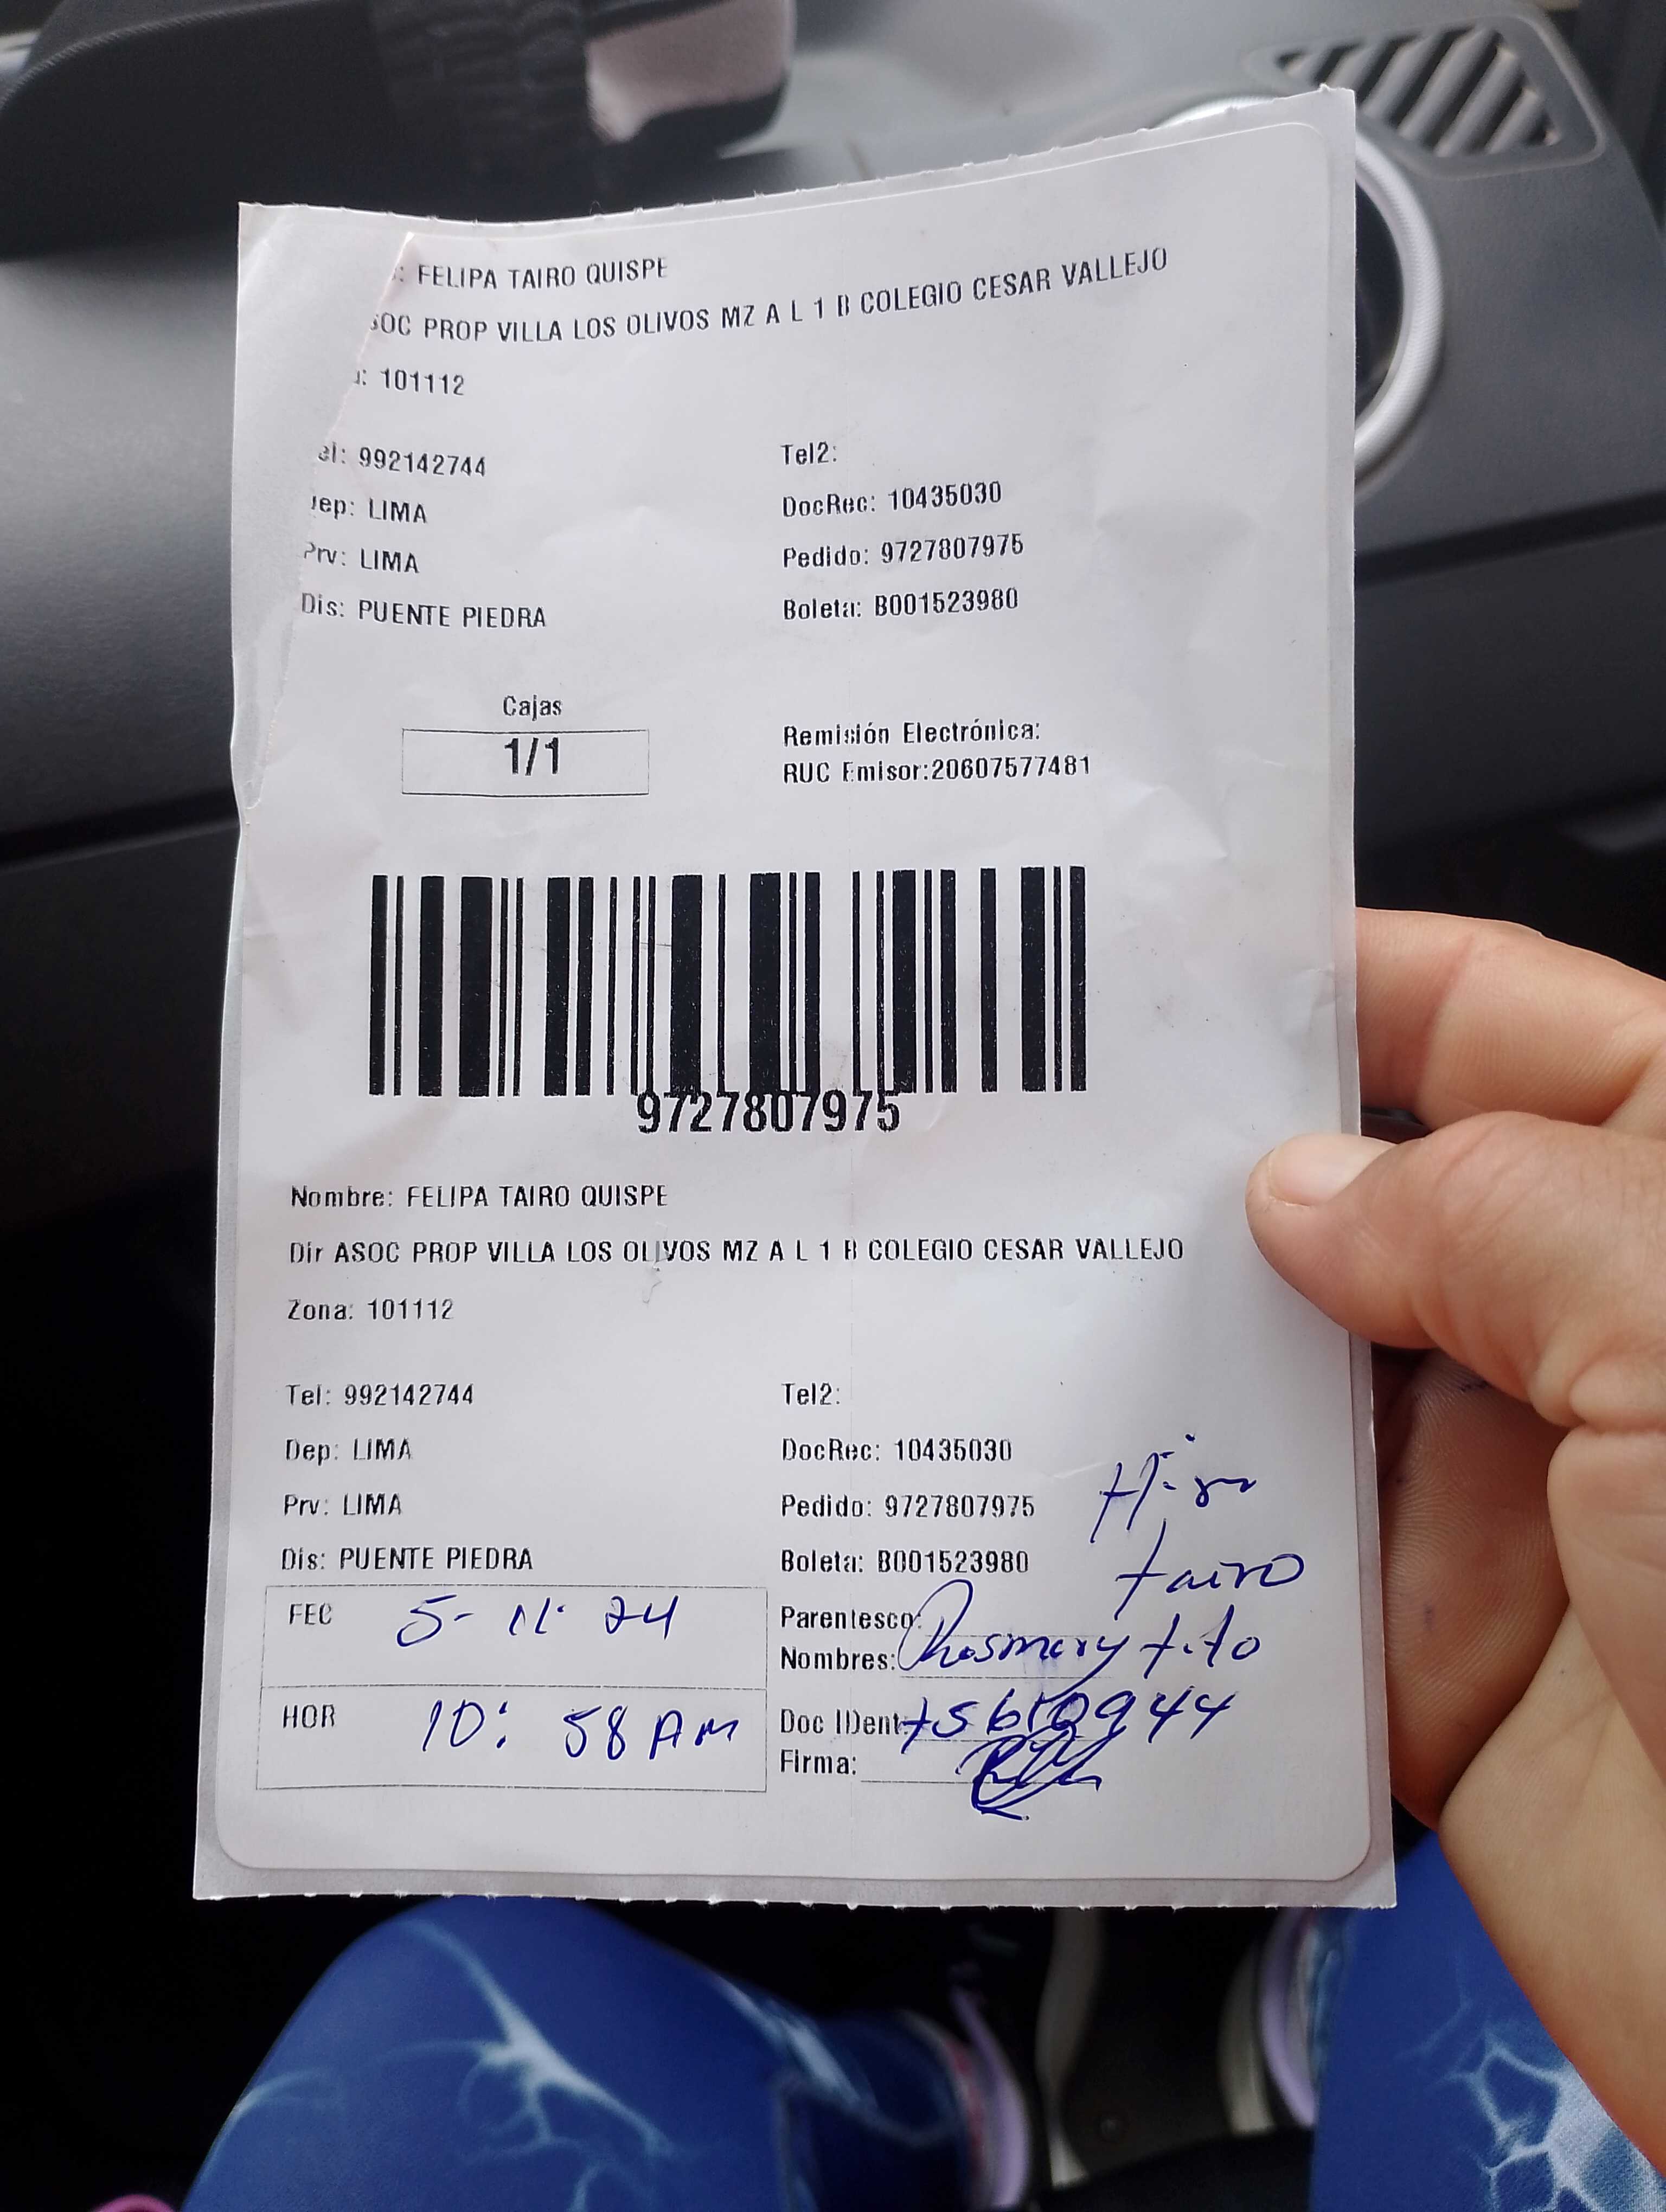 : FELIPA TAIRO QUISPE
SOC PROP VILLA LOS OLIVOS MZ A L 1 B COLEGIO CESAR VALLEJO
: 101112
el: 992142744
Tel2:
Dep: LIMA
DocRec: 10435030
Prv: LIMA
Pedido: 9727807975
Dis: PUENTE PIEDRA
Boleta: B001523980
Cajas
1/1
Remisión Electrónica:
RUC Emisor:20607577481
9727807975
Nombre: FELIPA TAIRO QUISPE
Dir ASOC PROP VILLA LOS OLIVOS MZ A L 1 B COLEGIO CESAR VALLEJO
Zona: 101112
Tel: 992142744
Tel2:
Dep: LIMA
DocRec: 10435030
Prv: LIMA
Pedido: 9727807975
Dis: PUENTE PIEDRA
Boleta: B001523980
tairo
FEC 5- 11- 24
Parentesco:
Nombres: Rosmery tito
HOR 10: 58 AM
Doc IDent:
Firma: